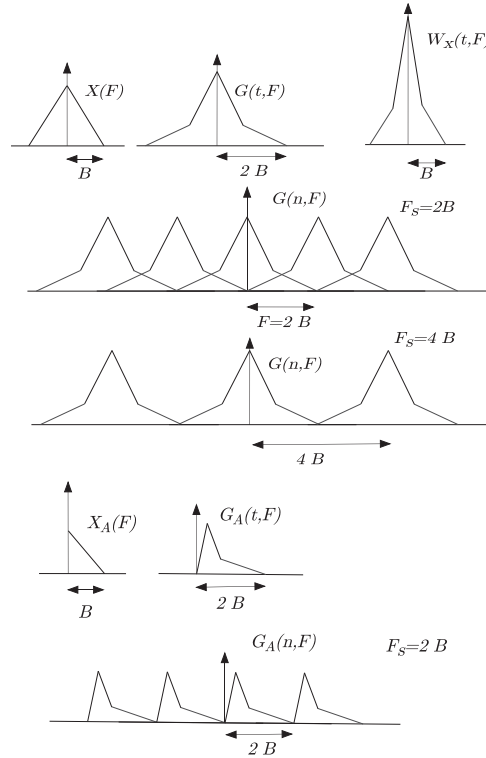 X(F)
G(t,F)
W_X(t,F)
B
2 B
B
G(n,F)
F_S=2B
F=2 B
F_S=4 B
G(n,F)
4 B
X_A(F)
G_A(t,F)
B
2 B
G_A(n,F)
F_S=2 B
2 B